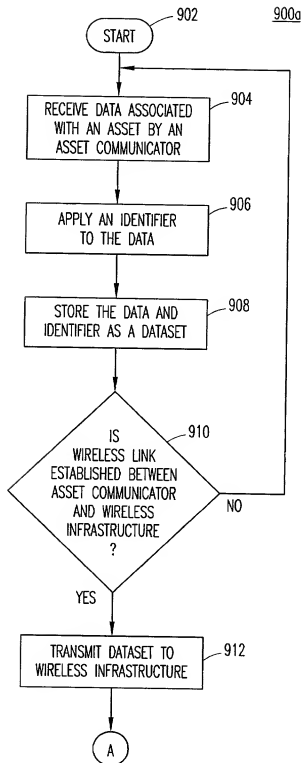 902
900a
START
904
RECEIVE DATA ASSOCIATED
WITH AN ASSET BY AN
ASSET COMMUNICATOR
906
APPLY AN IDENTIFIER
TO THE DATA
908
STORE THE DATA AND
IDENTIFIER AS A DATASET
910
IS
WIRELESS LINK
ESTABLISHED BETWEEN
ASSET COMMUNICATOR
AND WIRELESS
INFRASTRUCTURE
?
NO
YES
912
TRANSMIT DATASET TO
WIRELESS INFRASTRUCTURE
A